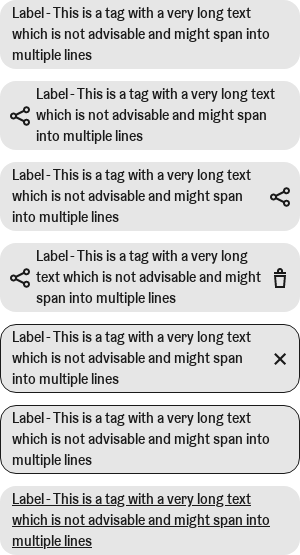 Label - This is a tag with a very long text
which is not advisable and might span into
multiple lines
Label - This is a tag with a very long text
which is not advisable and might span
into multiple lines
Label - This is a tag with a very long text
which is not advisable and might span
into multiple lines
Label - This is a tag with a very long
text which is not advisable and might
span into multiple lines
Label - This is a tag with a very long text
which is not advisable and might span
into multiple lines
Label - This is a tag with a very long text
which is not advisable and might span into
multiple lines
Label - This is a tag with a very long text
which is not advisable and might span into
multiple lines